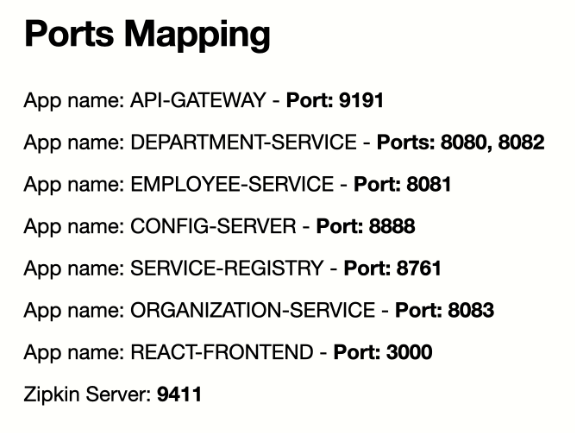 Ports Mapping
App name: API-GATEWAY - Port: 9191
App name: DEPARTMENT-SERVICE - Ports: 8080, 8082
App name: EMPLOYEE-SERVICE - Port: 8081
App name: CONFIG-SERVER - Port: 8888
App name: SERVICE-REGISTRY - Port: 8761
App name: ORGANIZATION-SERVICE - Port: 8083
App name: REACT-FRONTEND - Port: 3000
Zipkin Server: 9411